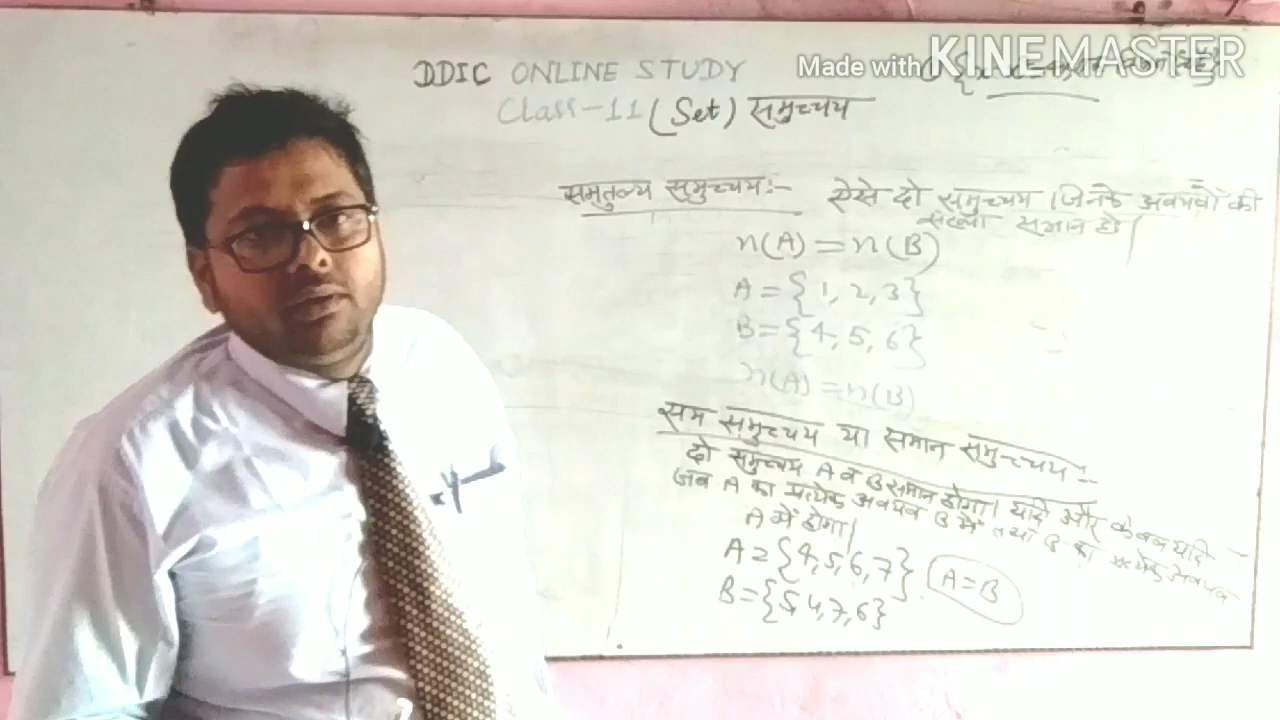 Made with KINEMASTER
DDIC ONLINE STUDY
Class-11 (Set) समुच्चय
समतुल्य समुच्चय :- ऐसे दो समुच्चय जिनके अवयवों की
संख्या समान हो।
n(A) = n(B)
A = {1, 2, 3}
B = {4, 5, 6}
n(A) = n(B)
सम समुच्चय या समान समुच्चय :-
दो समुच्चय A व B समान होगा। यदि और केवल यदि
जब A का प्रत्येक अवयव B में तथा B का प्रत्येक अवयव
A में होगा।
A = {4, 5, 6, 7} A = B
B = {5, 4, 7, 6}